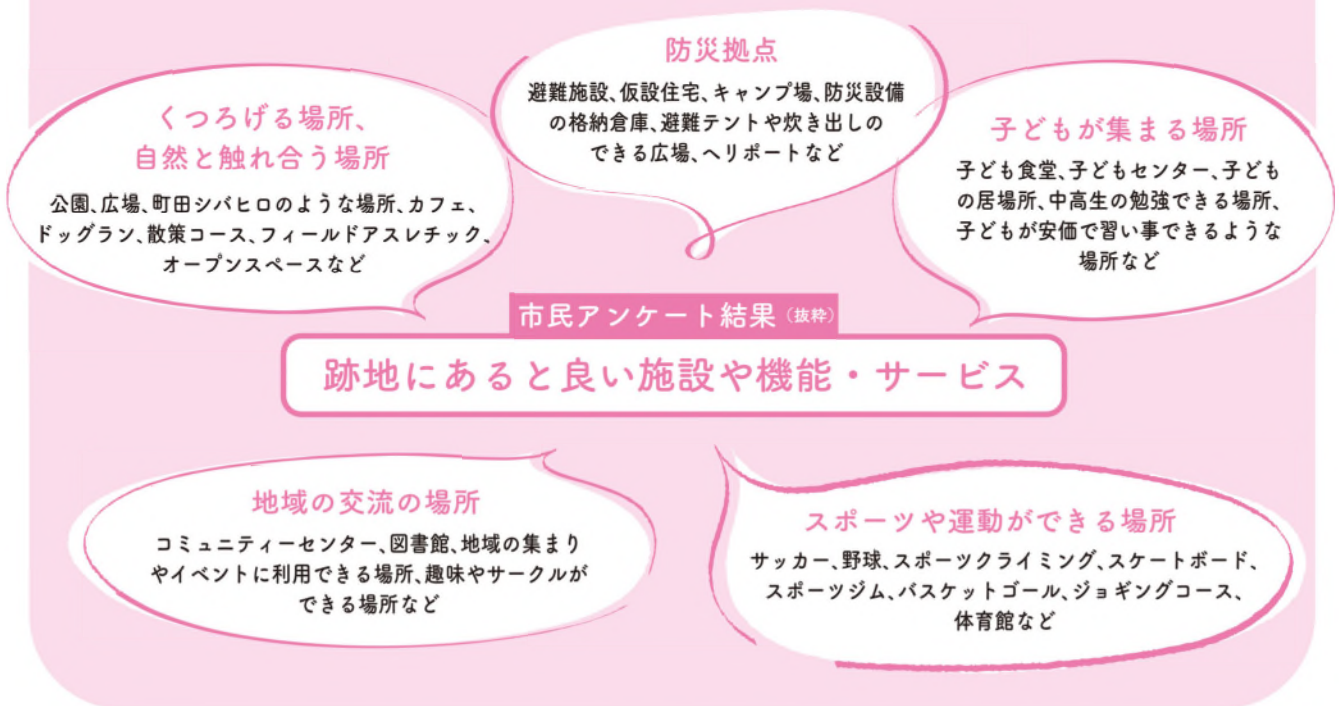 防災拠点
避難施設、仮設住宅、キャンプ場、防災設備
の格納倉庫、避難テントや炊き出しの
できる広場、ヘリポートなど
くつろげる場所、
自然と触れ合う場所
公園、広場、町田シバヒロのような場所、カフェ、
ドッグラン、散策コース、フィールドアスレチック、
オープンスペースなど
子どもが集まる場所
子ども食堂、子どもセンター、子ども
の居場所、中高生の勉強できる場所、
子どもが安価で習い事できるような
場所など
市民アンケート結果（抜粋）
跡地にあると良い施設や機能・サービス
地域の交流の場所
コミュニティーセンター、図書館、地域の集まり
やイベントに利用できる場所、趣味やサークルが
できる場所など
スポーツや運動ができる場所
サッカー、野球、スポーツクライミング、スケートボード、
スポーツジム、バスケットゴール、ジョギングコース、
体育館など